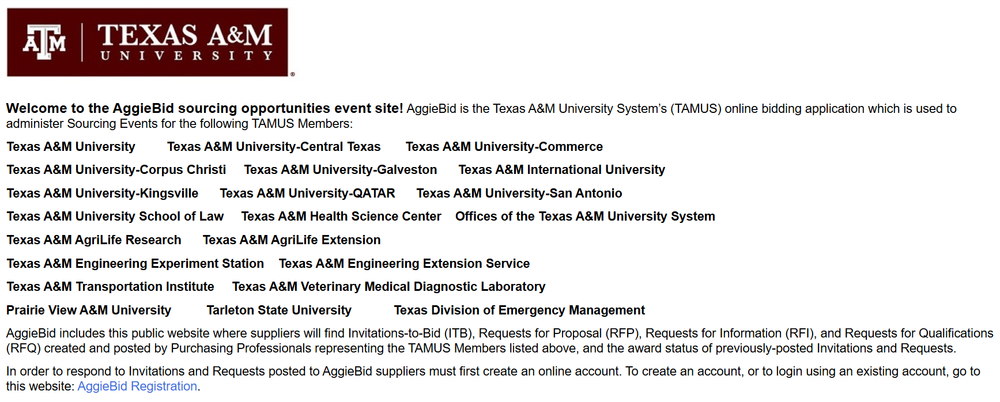 ATM TEXAS A&M
UNIVERSITY ®
Welcome to the AggieBid sourcing opportunities event site! AggieBid is the Texas A&M University System’s (TAMUS) online bidding application which is used to
administer Sourcing Events for the following TAMUS Members:
Texas A&M University Texas A&M University-Central Texas Texas A&M University-Commerce
Texas A&M University-Corpus Christi Texas A&M University-Galveston Texas A&M International University
Texas A&M University-Kingsville Texas A&M University-QATAR Texas A&M University-San Antonio
Texas A&M University School of Law Texas A&M Health Science Center Offices of the Texas A&M University System
Texas A&M AgriLife Research Texas A&M AgriLife Extension
Texas A&M Engineering Experiment Station Texas A&M Engineering Extension Service
Texas A&M Transportation Institute Texas A&M Veterinary Medical Diagnostic Laboratory
Prairie View A&M University Tarleton State University Texas Division of Emergency Management
AggieBid includes this public website where suppliers will find Invitations-to-Bid (ITB), Requests for Proposal (RFP), Requests for Information (RFI), and Requests for Qualifications
(RFQ) created and posted by Purchasing Professionals representing the TAMUS Members listed above, and the award status of previously-posted Invitations and Requests.
In order to respond to Invitations and Requests posted to AggieBid suppliers must first create an online account. To create an account, or to login using an existing account, go to
this website: AggieBid Registration.